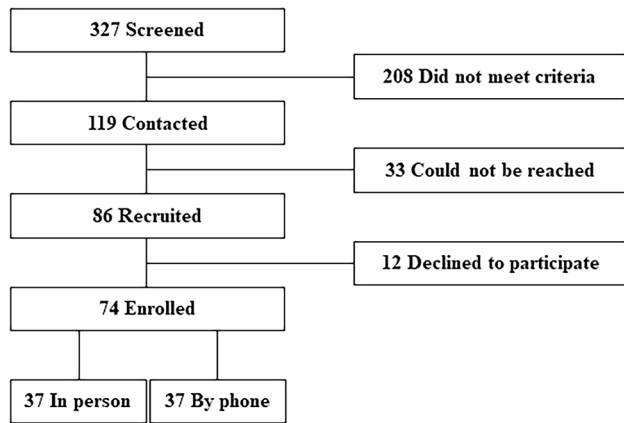 327 Screened
208 Did not meet criteria
119 Contacted
33 Could not be reached
86 Recruited
12 Declined to participate
74 Enrolled
37 In person
37 By phone